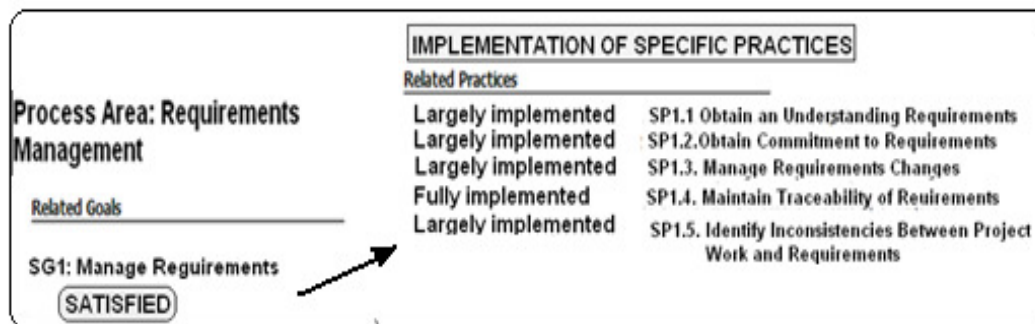 IMPLEMENTATION OF SPECIFIC PRACTICES
Related Practices
Process Area: Requirements
Management
Related Goals
SG1: Manage Reguirements
SATISFIED
Largely implemented SP1.1 Obtain an Understanding Requirements
Largely implemented SP1.2.Obtain Commitment to Requirements
Largely implemented SP1.3. Manage Requirements Changes
Fully implemented SP1.4. Maintain Traceability of Reuirements
Largely implemented SP1.5. Identify Inconsistencies Between Project
Work and Requirements